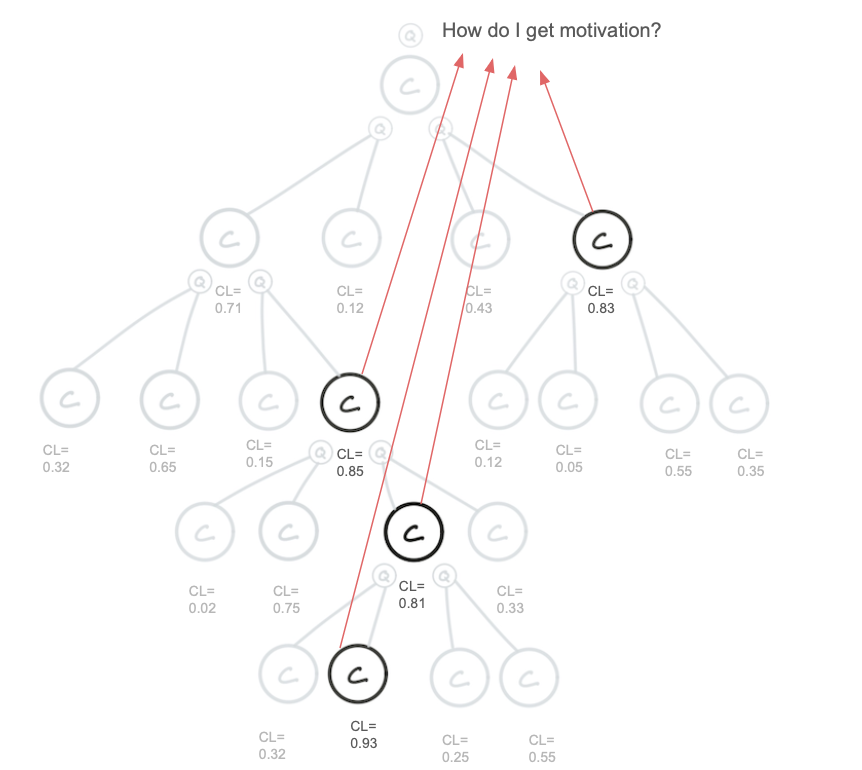 Q How do I get motivation?
C
Q Q
C C C C
Q Q Q Q
CL= CL= CL= CL=
0.71 0.12 0.43 0.83
C C C C C C C C
CL= CL= CL= CL= CL= CL= CL= CL=
0.32 0.65 0.15 0.85 0.12 0.05 0.55 0.35
Q Q
C C C C
Q Q
CL= CL= CL= CL=
0.02 0.75 0.81 0.33
C C C C
CL= CL= CL= CL=
0.32 0.93 0.25 0.55